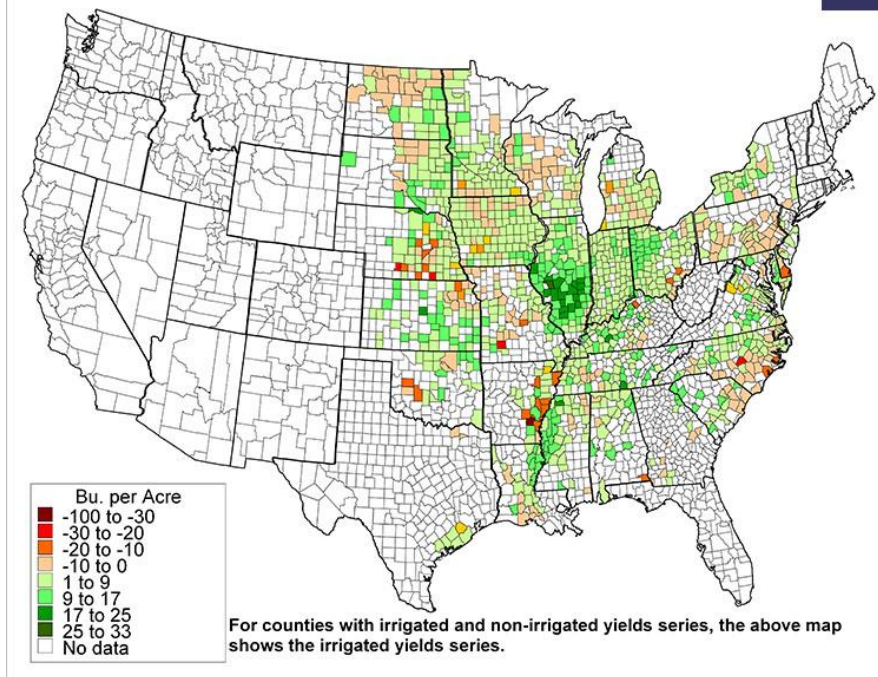 Bu. per Acre
-100 to -30
-30 to -20
-20 to -10
-10 to 0
1 to 9
9 to 17
17 to 25
25 to 33
No data
For counties with irrigated and non-irrigated yields series, the above map
shows the irrigated yields series.